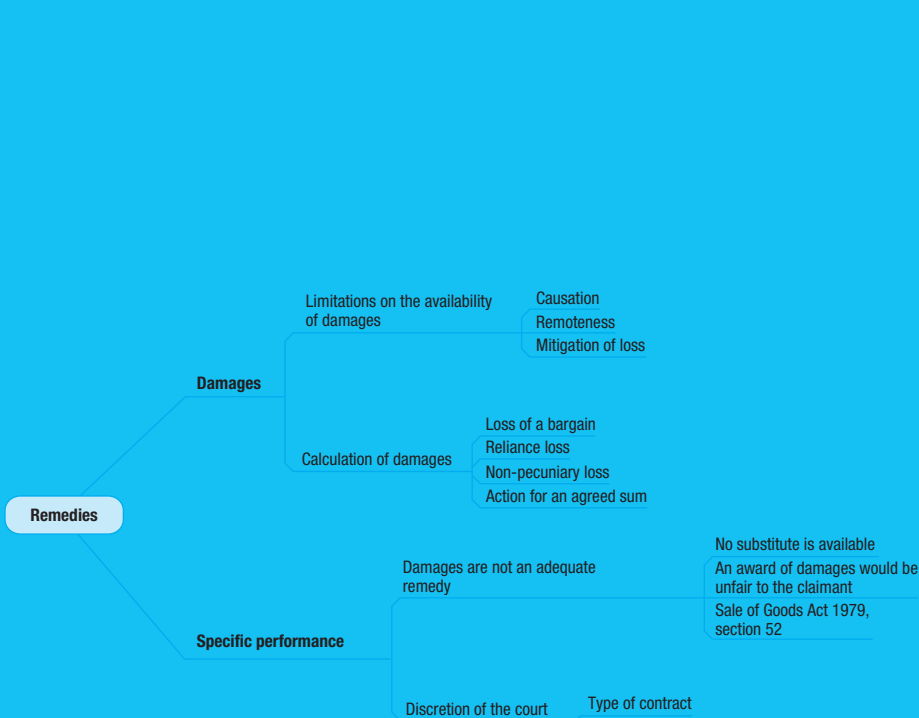 Limitations on the availability
of damages
Causation
Remoteness
Mitigation of loss
Damages
Loss of a bargain
Reliance loss
Calculation of damages
Non-pecuniary loss
Action for an agreed sum
Remedies
No substitute is available
Damages are not an adequate
remedy
An award of damages would be
unfair to the claimant
Sale of Goods Act 1979,
section 52
Specific performance
Discretion of the court
Type of contract